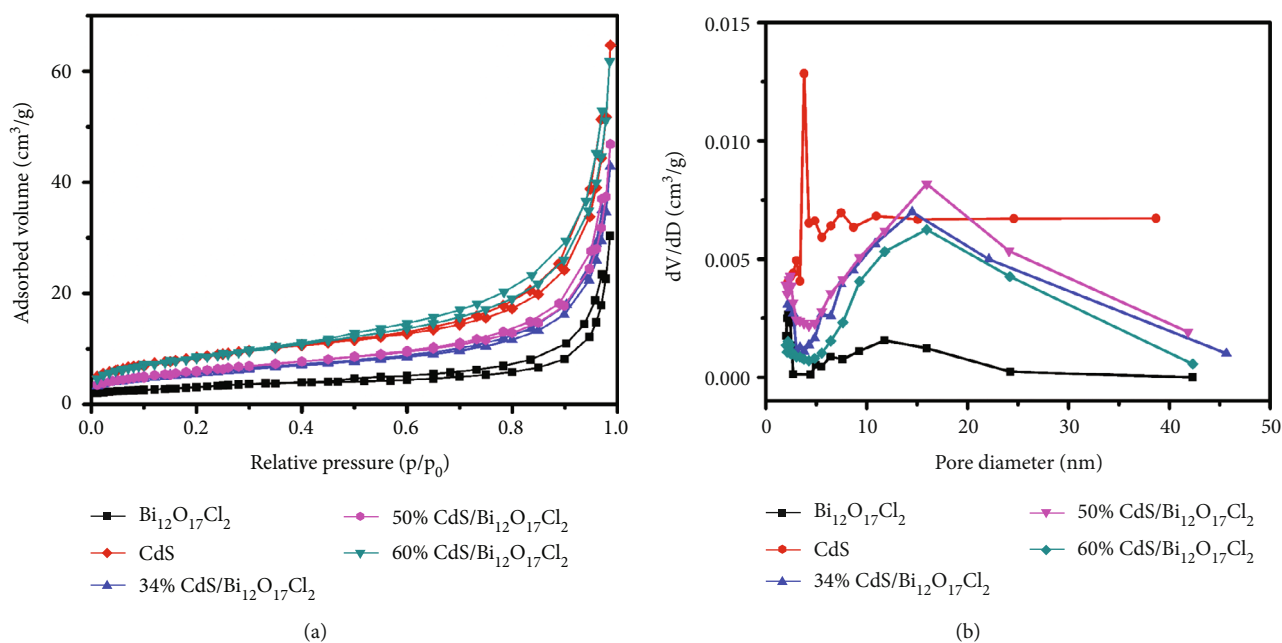 60
40
20
0
Adsorbed volume (cm³/g)
0.0 0.2 0.4 0.6 0.8 1.0
Relative pressure (p/p₀)
Bi₁₂O₁₇Cl₂
CdS
34% CdS/Bi₁₂O₁₇Cl₂
50% CdS/Bi₁₂O₁₇Cl₂
60% CdS/Bi₁₂O₁₇Cl₂
(a)
0.015
0.010
0.005
0.000
dV/dD (cm³/g)
0 10 20 30 40 50
Pore diameter (nm)
Bi₁₂O₁₇Cl₂
CdS
34% CdS/Bi₁₂O₁₇Cl₂
50% CdS/Bi₁₂O₁₇Cl₂
60% CdS/Bi₁₂O₁₇Cl₂
(b)